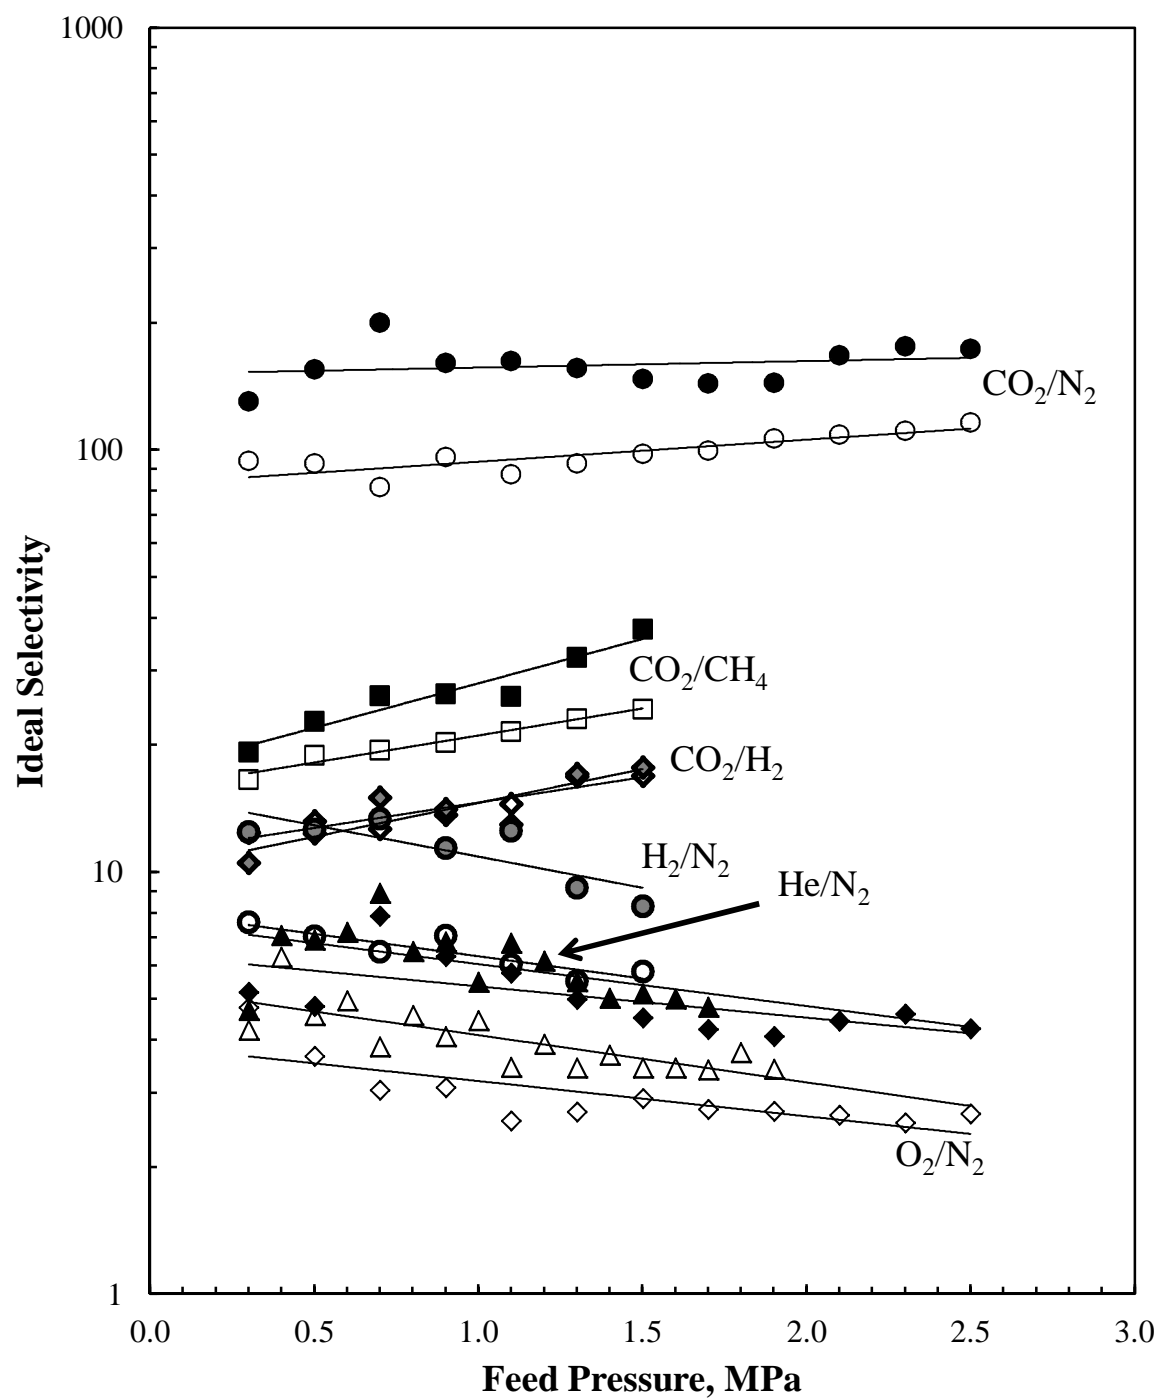 1000
CO₂/N₂
100
Ideal Selectivity
CO₂/CH₄
CO₂/H₂
H₂/N₂
He/N₂
10
O₂/N₂
1
0.0 0.5 1.0 1.5 2.0 2.5 3.0
Feed Pressure, MPa